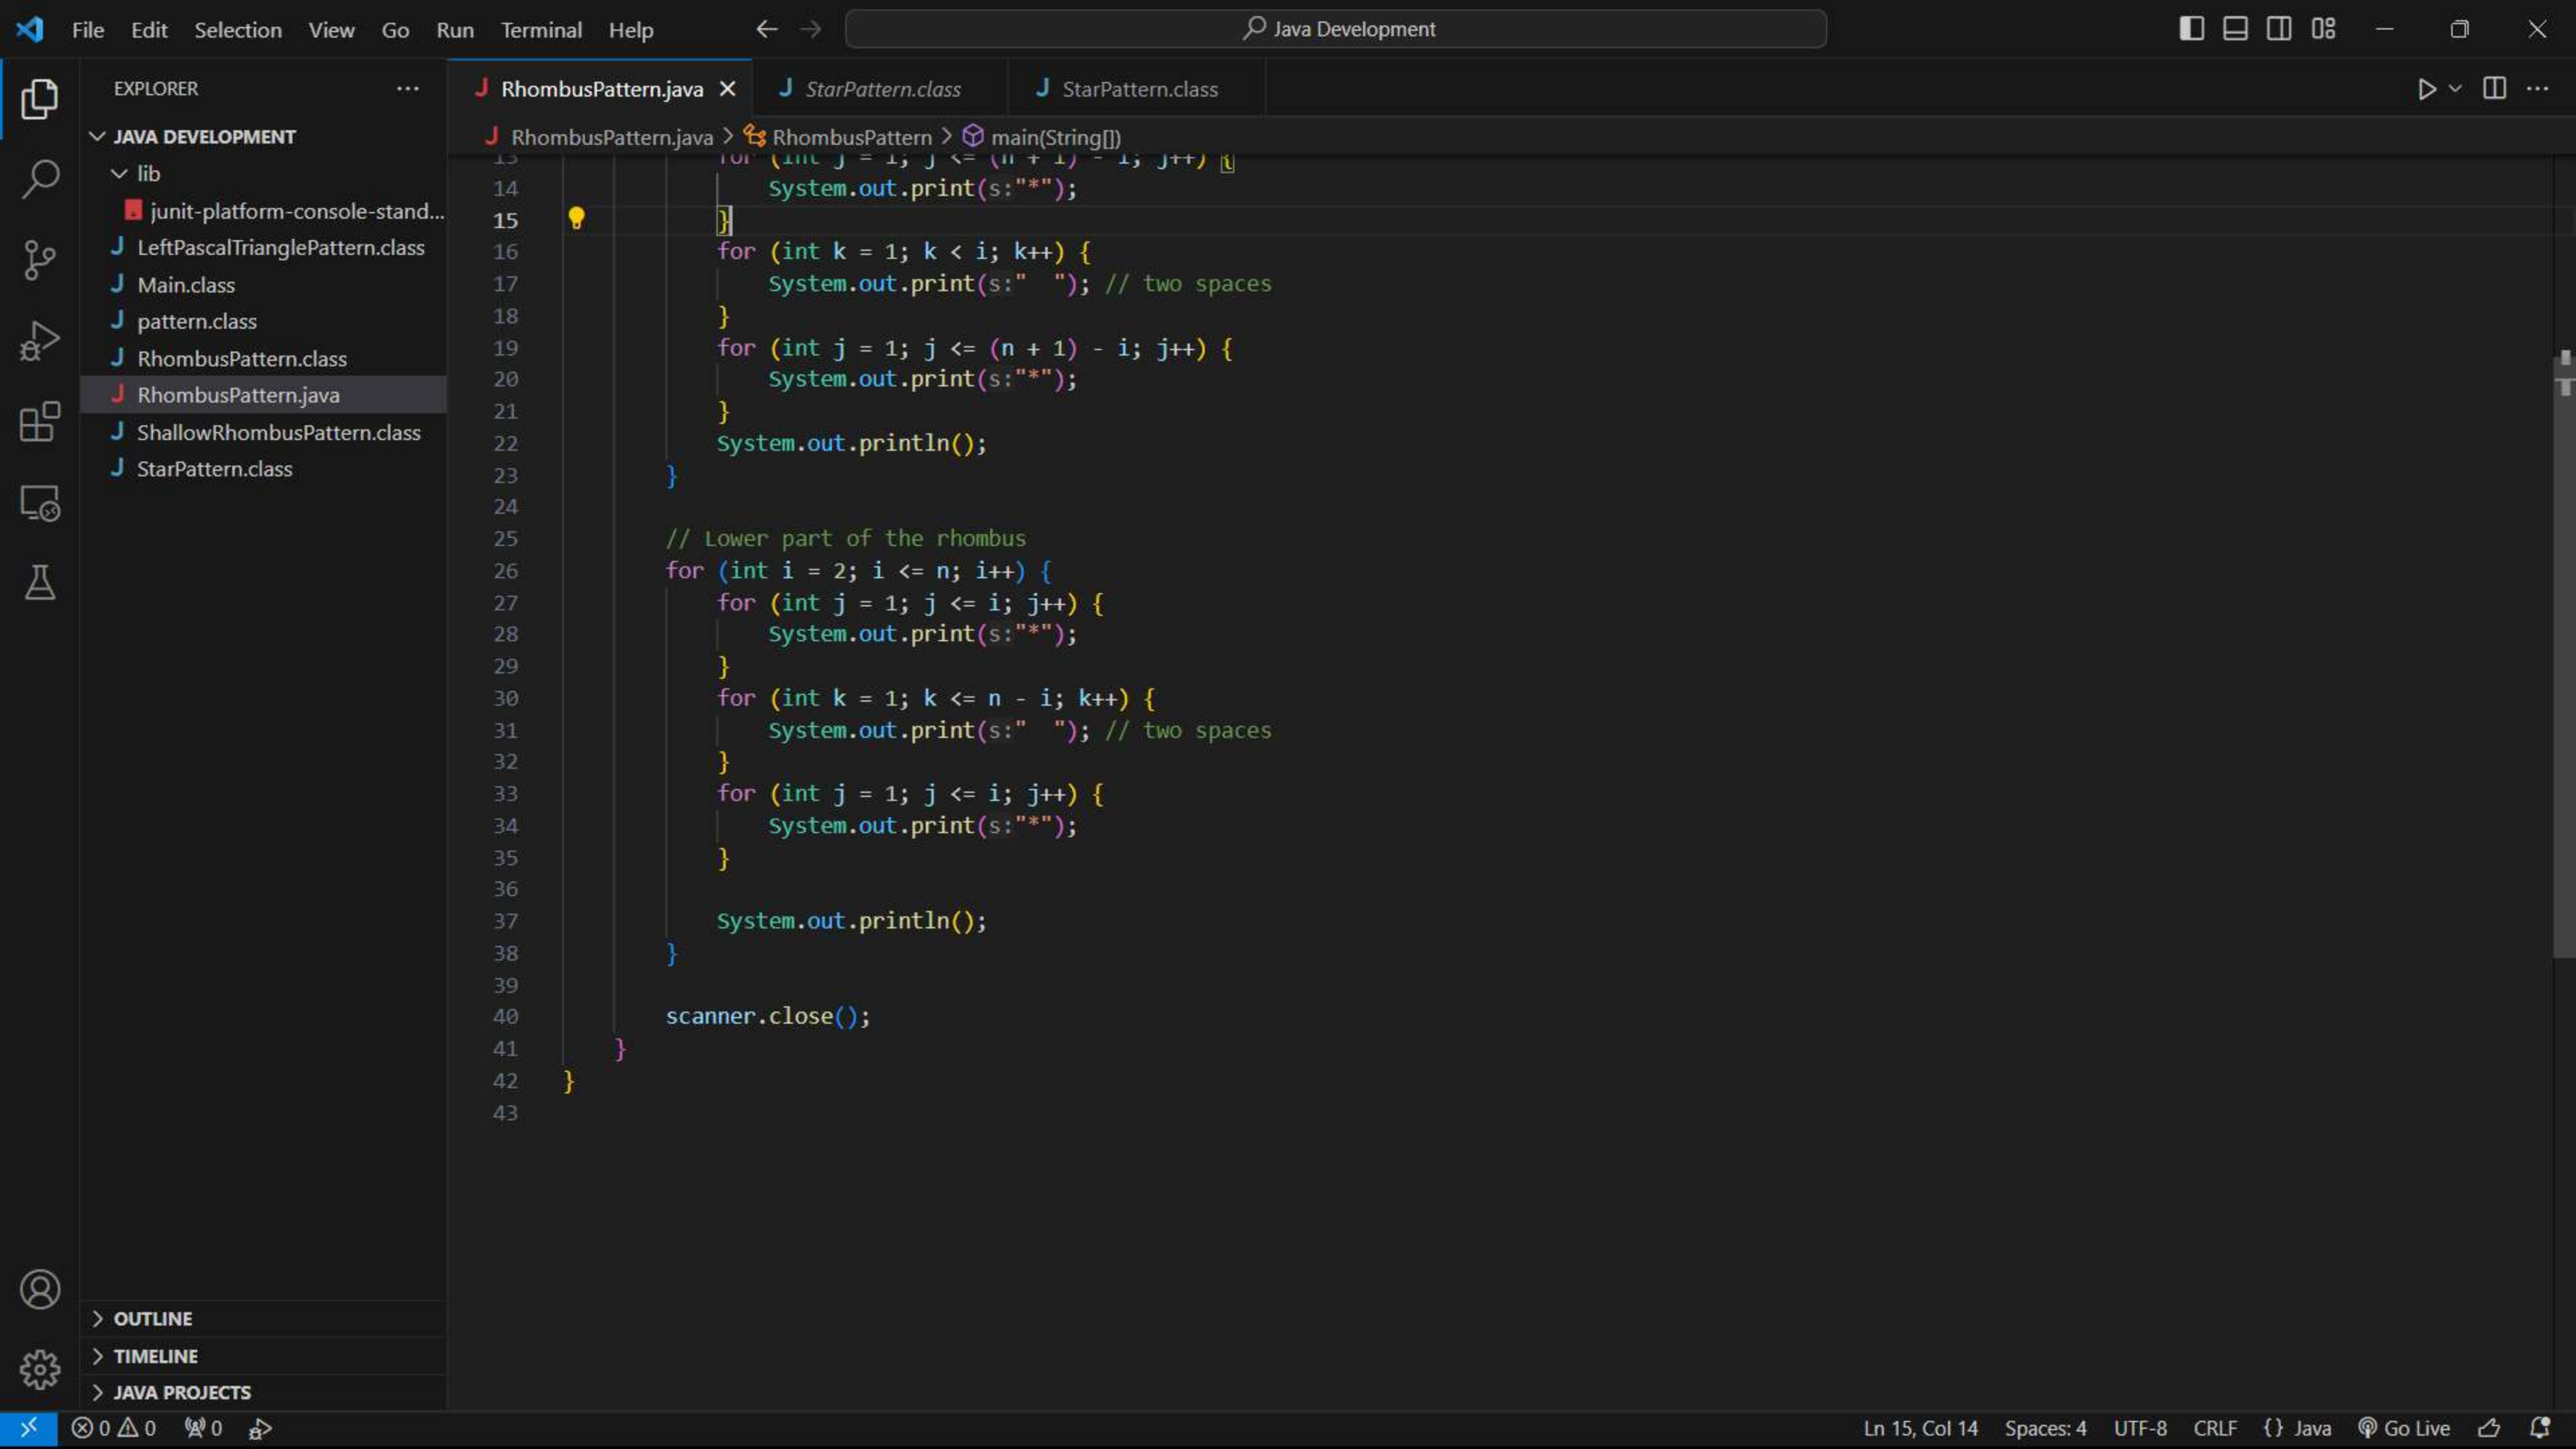 File Edit Selection View Go Run Terminal Help Java Development
EXPLORER
JAVA DEVELOPMENT
lib
junit-platform-console-stand...
LeftPascalTrianglePattern.class
Main.class
pattern.class
RhombusPattern.class
RhombusPattern.java
ShallowRhombusPattern.class
StarPattern.class
OUTLINE
TIMELINE
JAVA PROJECTS
RhombusPattern.java StarPattern.class StarPattern.class
RhombusPattern.java > RhombusPattern > main(String[])
13 for (int j = 1; j <= (n + 1) - i; j++) {
14 System.out.print(s:"*");
15 }
16 for (int k = 1; k < i; k++) {
17 System.out.print(s:"  "); // two spaces
18 }
19 for (int j = 1; j <= (n + 1) - i; j++) {
20 System.out.print(s:"*");
21 }
22 System.out.println();
23 }
24
25 // Lower part of the rhombus
26 for (int i = 2; i <= n; i++) {
27 for (int j = 1; j <= i; j++) {
28 System.out.print(s:"*");
29 }
30 for (int k = 1; k <= n - i; k++) {
31 System.out.print(s:"  "); // two spaces
32 }
33 for (int j = 1; j <= i; j++) {
34 System.out.print(s:"*");
35 }
36
37 System.out.println();
38 }
39
40 scanner.close();
41 }
42 }
43
0 0 0 Ln 15, Col 14 Spaces: 4 UTF-8 CRLF {} Java Go Live